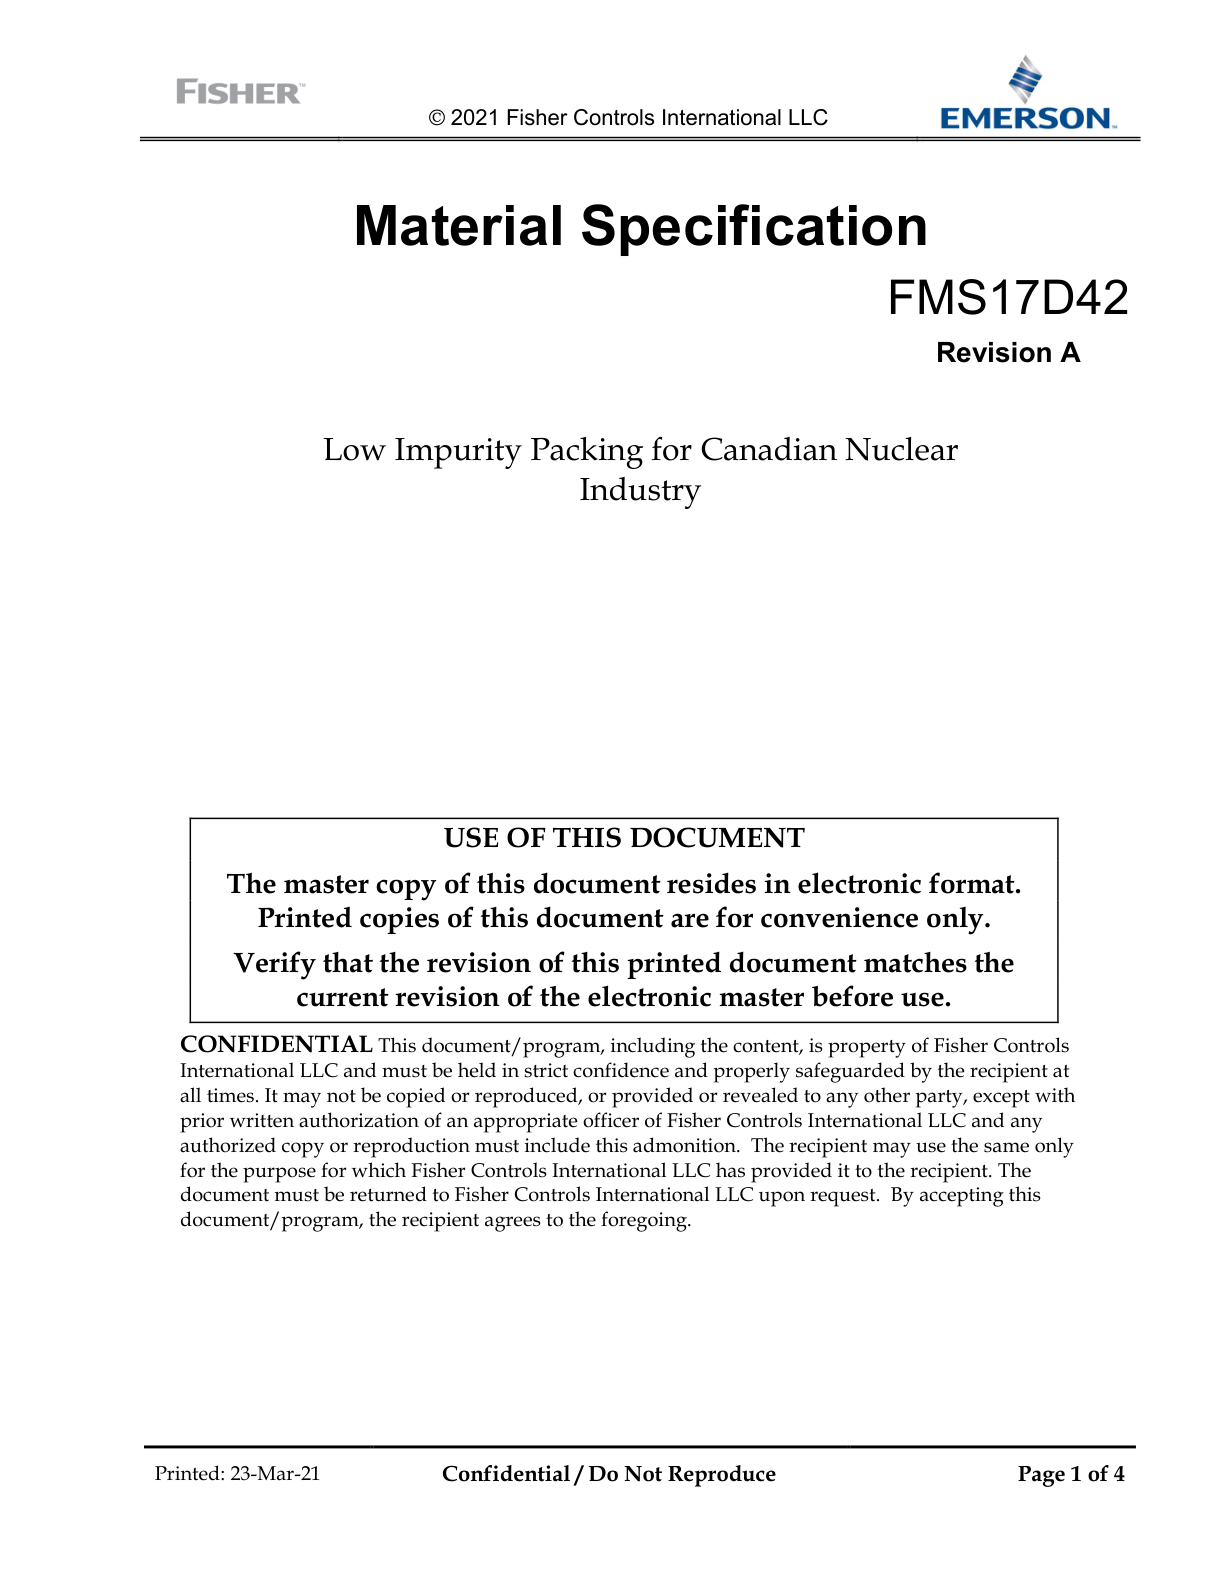 FISHER™
© 2021 Fisher Controls International LLC
EMERSON™
Material Specification
FMS17D42
Revision A
Low Impurity Packing for Canadian Nuclear
Industry
USE OF THIS DOCUMENT
The master copy of this document resides in electronic format.
Printed copies of this document are for convenience only.
Verify that the revision of this printed document matches the
current revision of the electronic master before use.
CONFIDENTIAL This document/program, including the content, is property of Fisher Controls
International LLC and must be held in strict confidence and properly safeguarded by the recipient at
all times. It may not be copied or reproduced, or provided or revealed to any other party, except with
prior written authorization of an appropriate officer of Fisher Controls International LLC and any
authorized copy or reproduction must include this admonition. The recipient may use the same only
for the purpose for which Fisher Controls International LLC has provided it to the recipient. The
document must be returned to Fisher Controls International LLC upon request. By accepting this
document/program, the recipient agrees to the foregoing.
Printed: 23-Mar-21
Confidential / Do Not Reproduce
Page 1 of 4